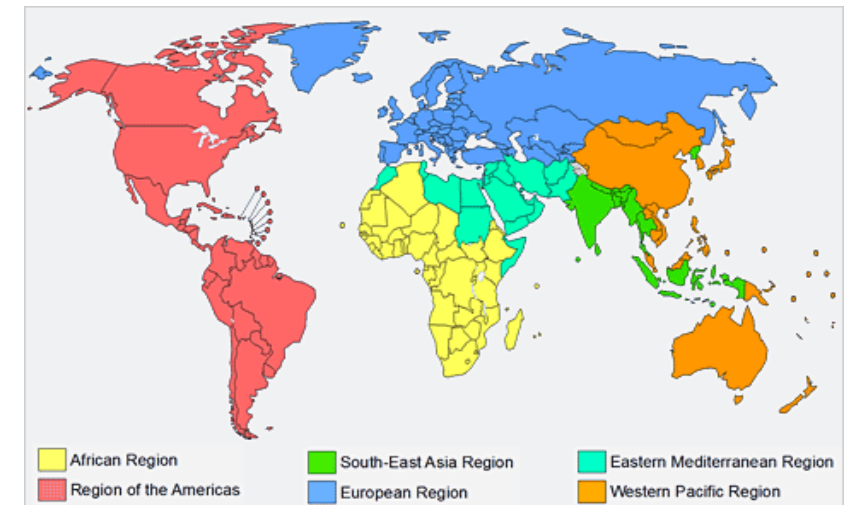 African Region
South-East Asia Region
Eastern Mediterranean Region
Region of the Americas
European Region
Western Pacific Region